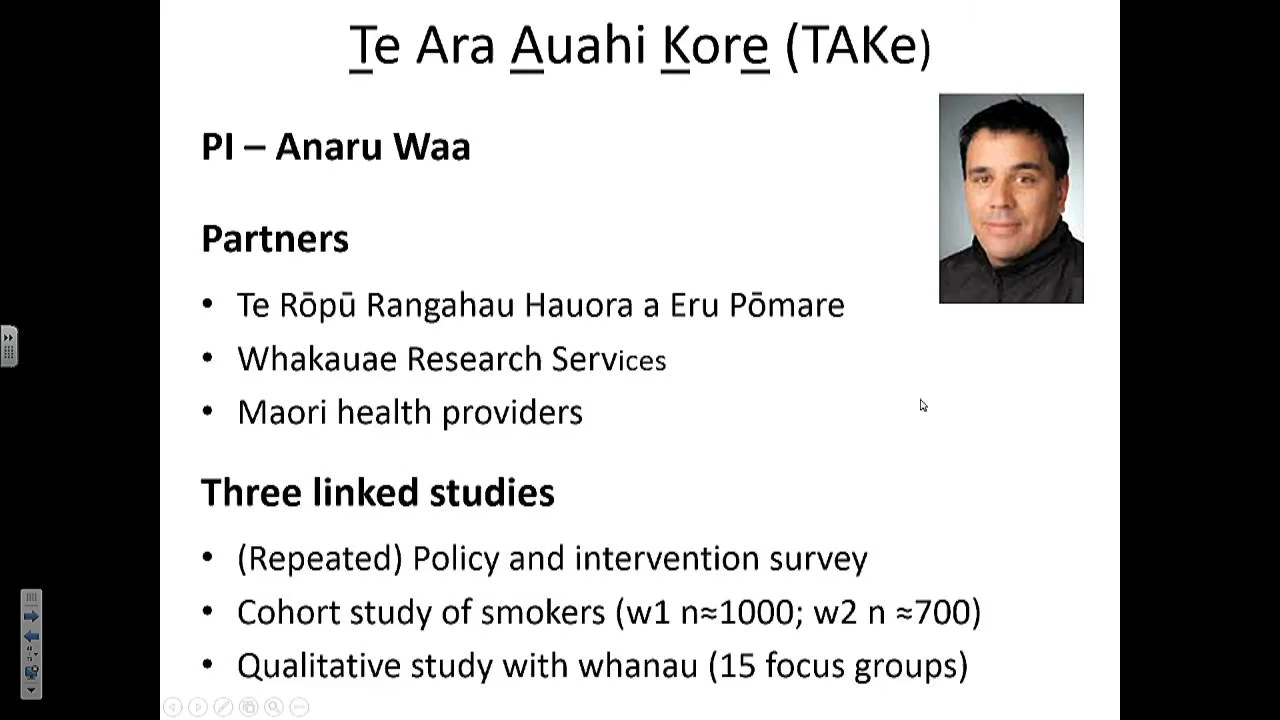 Te Ara Auahi Kore (TAKe)
PI – Anaru Waa
Partners
• Te Rōpū Rangahau Hauora a Eru Pōmare
• Whakauae Research Services
• Maori health providers
Three linked studies
• (Repeated) Policy and intervention survey
• Cohort study of smokers (w1 n≈1000; w2 n ≈700)
• Qualitative study with whanau (15 focus groups)